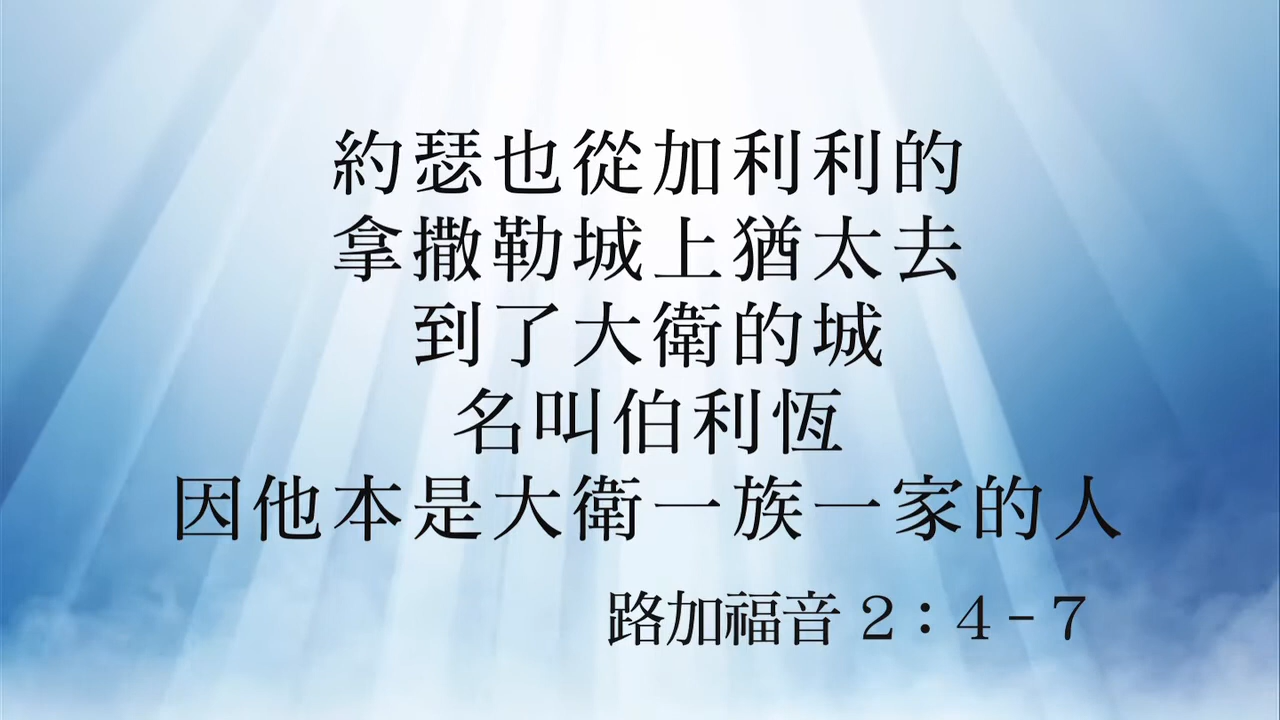 約瑟也從加利利的
拿撒勒城上猶太去
到了大衛的城
名叫伯利恆
因他本是大衛一族一家的人
路加福音 2：4-7